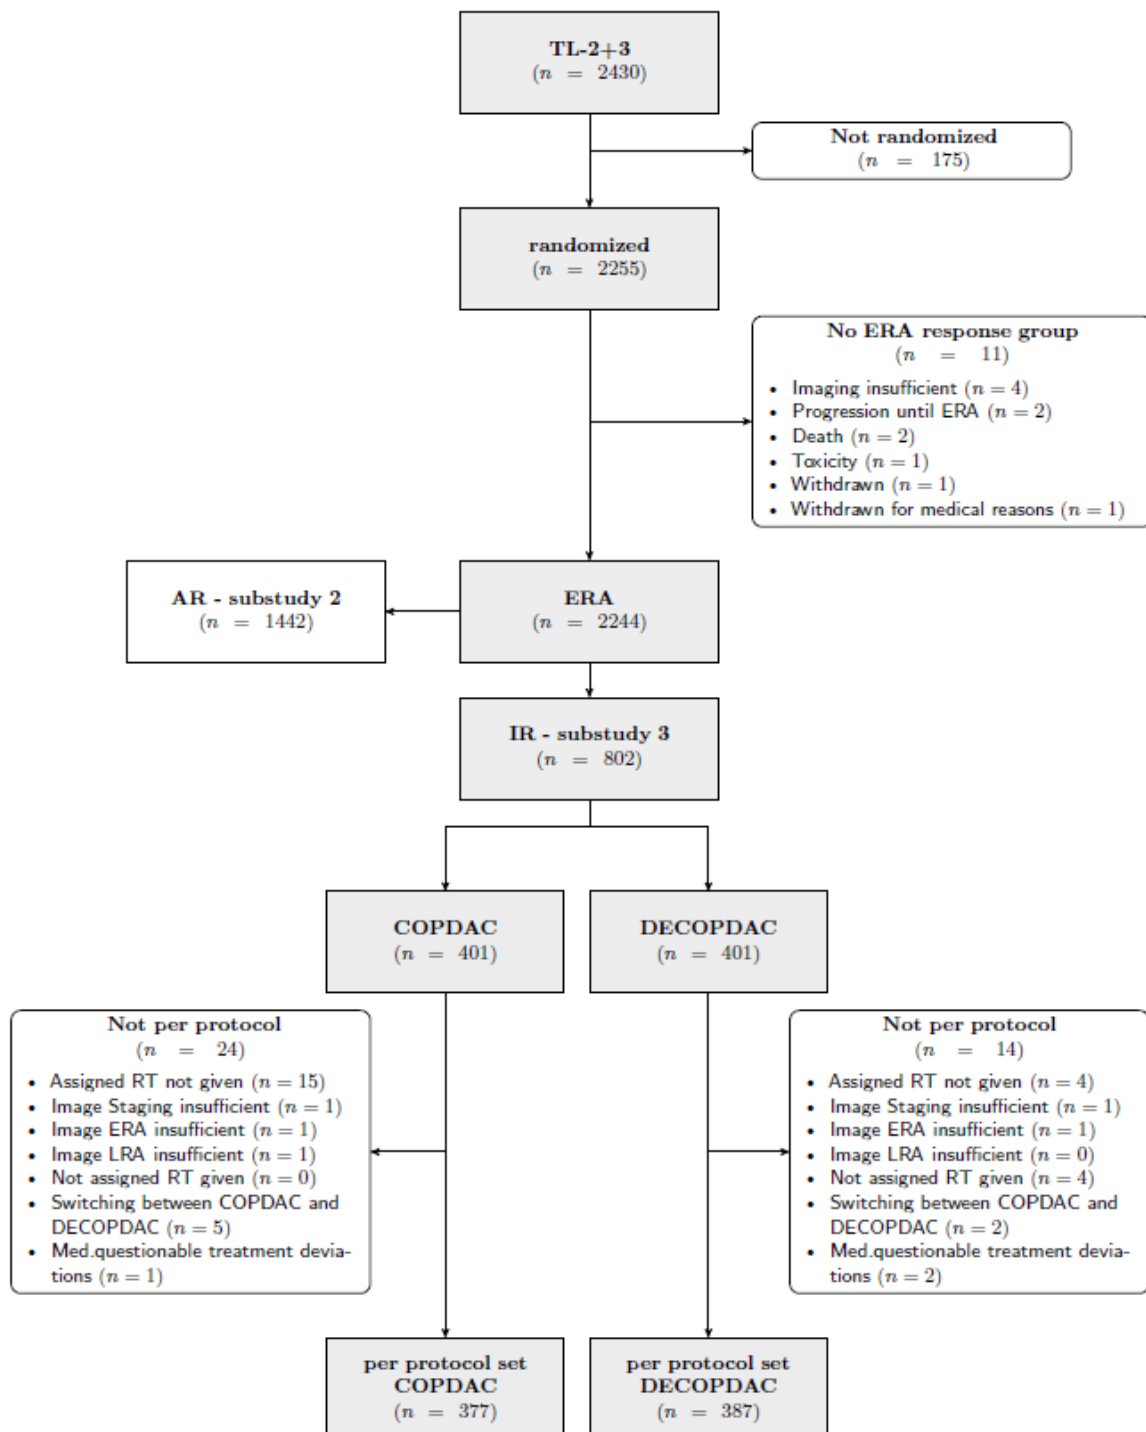 TL-2+3
(n = 2430)
Not randomized
(n = 175)
randomized
(n = 2255)
No ERA response group
(n = 11)
• Imaging insufficient (n = 4)
• Progression until ERA (n = 2)
• Death (n = 2)
• Toxicity (n = 1)
• Withdrawn (n = 1)
• Withdrawn for medical reasons (n = 1)
AR - substudy 2
(n = 1442)
ERA
(n = 2244)
IR - substudy 3
(n = 802)
COPDAC
(n = 401)
DECOPDAC
(n = 401)
Not per protocol
(n = 24)
• Assigned RT not given (n = 15)
• Image Staging insufficient (n = 1)
• Image ERA insufficient (n = 1)
• Image LRA insufficient (n = 1)
• Not assigned RT given (n = 0)
• Switching between COPDAC and
DECOPDAC (n = 5)
• Med.questionable treatment devia-
tions (n = 1)
Not per protocol
(n = 14)
• Assigned RT not given (n = 4)
• Image Staging insufficient (n = 1)
• Image ERA insufficient (n = 1)
• Image LRA insufficient (n = 0)
• Not assigned RT given (n = 4)
• Switching between COPDAC and
DECOPDAC (n = 2)
• Med.questionable treatment devia-
tions (n = 2)
per protocol set
COPDAC
(n = 377)
per protocol set
DECOPDAC
(n = 387)